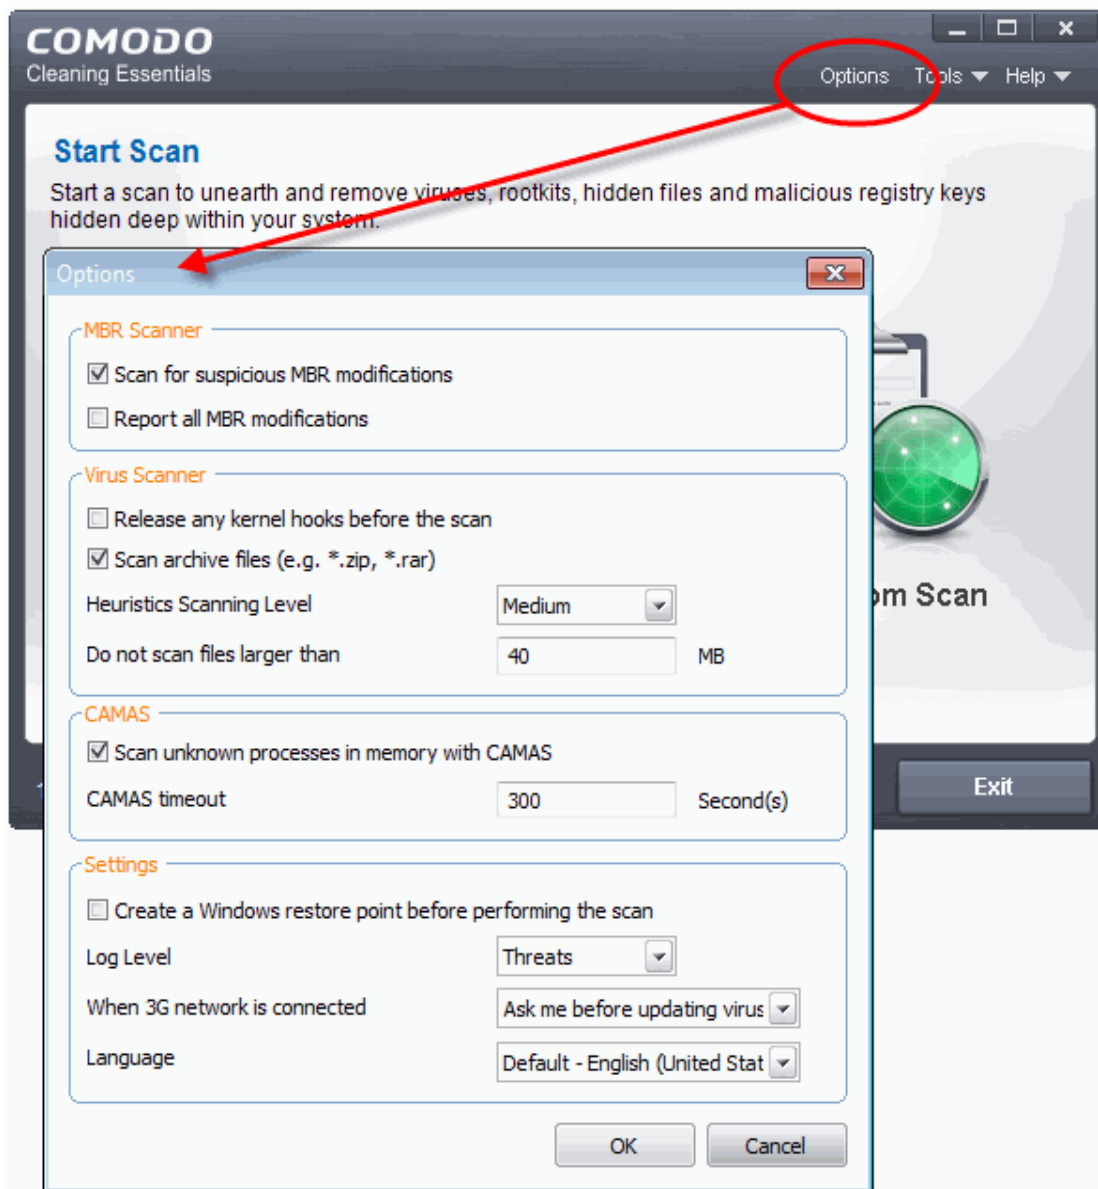 COMODO
Cleaning Essentials
Options Tools Help
Start Scan
Start a scan to unearth and remove viruses, rootkits, hidden files and malicious registry keys
hidden deep within your system.
Options
MBR Scanner
Scan for suspicious MBR modifications
Report all MBR modifications
Virus Scanner
Release any kernel hooks before the scan
Scan archive files (e.g. *.zip, *.rar)
Heuristics Scanning Level Medium
Do not scan files larger than 40 MB
om Scan
CAMAS
Scan unknown processes in memory with CAMAS
CAMAS timeout 300 Second(s)
Exit
Settings
Create a Windows restore point before performing the scan
Log Level Threats
When 3G network is connected Ask me before updating virus
Language Default - English (United Stat
OK Cancel